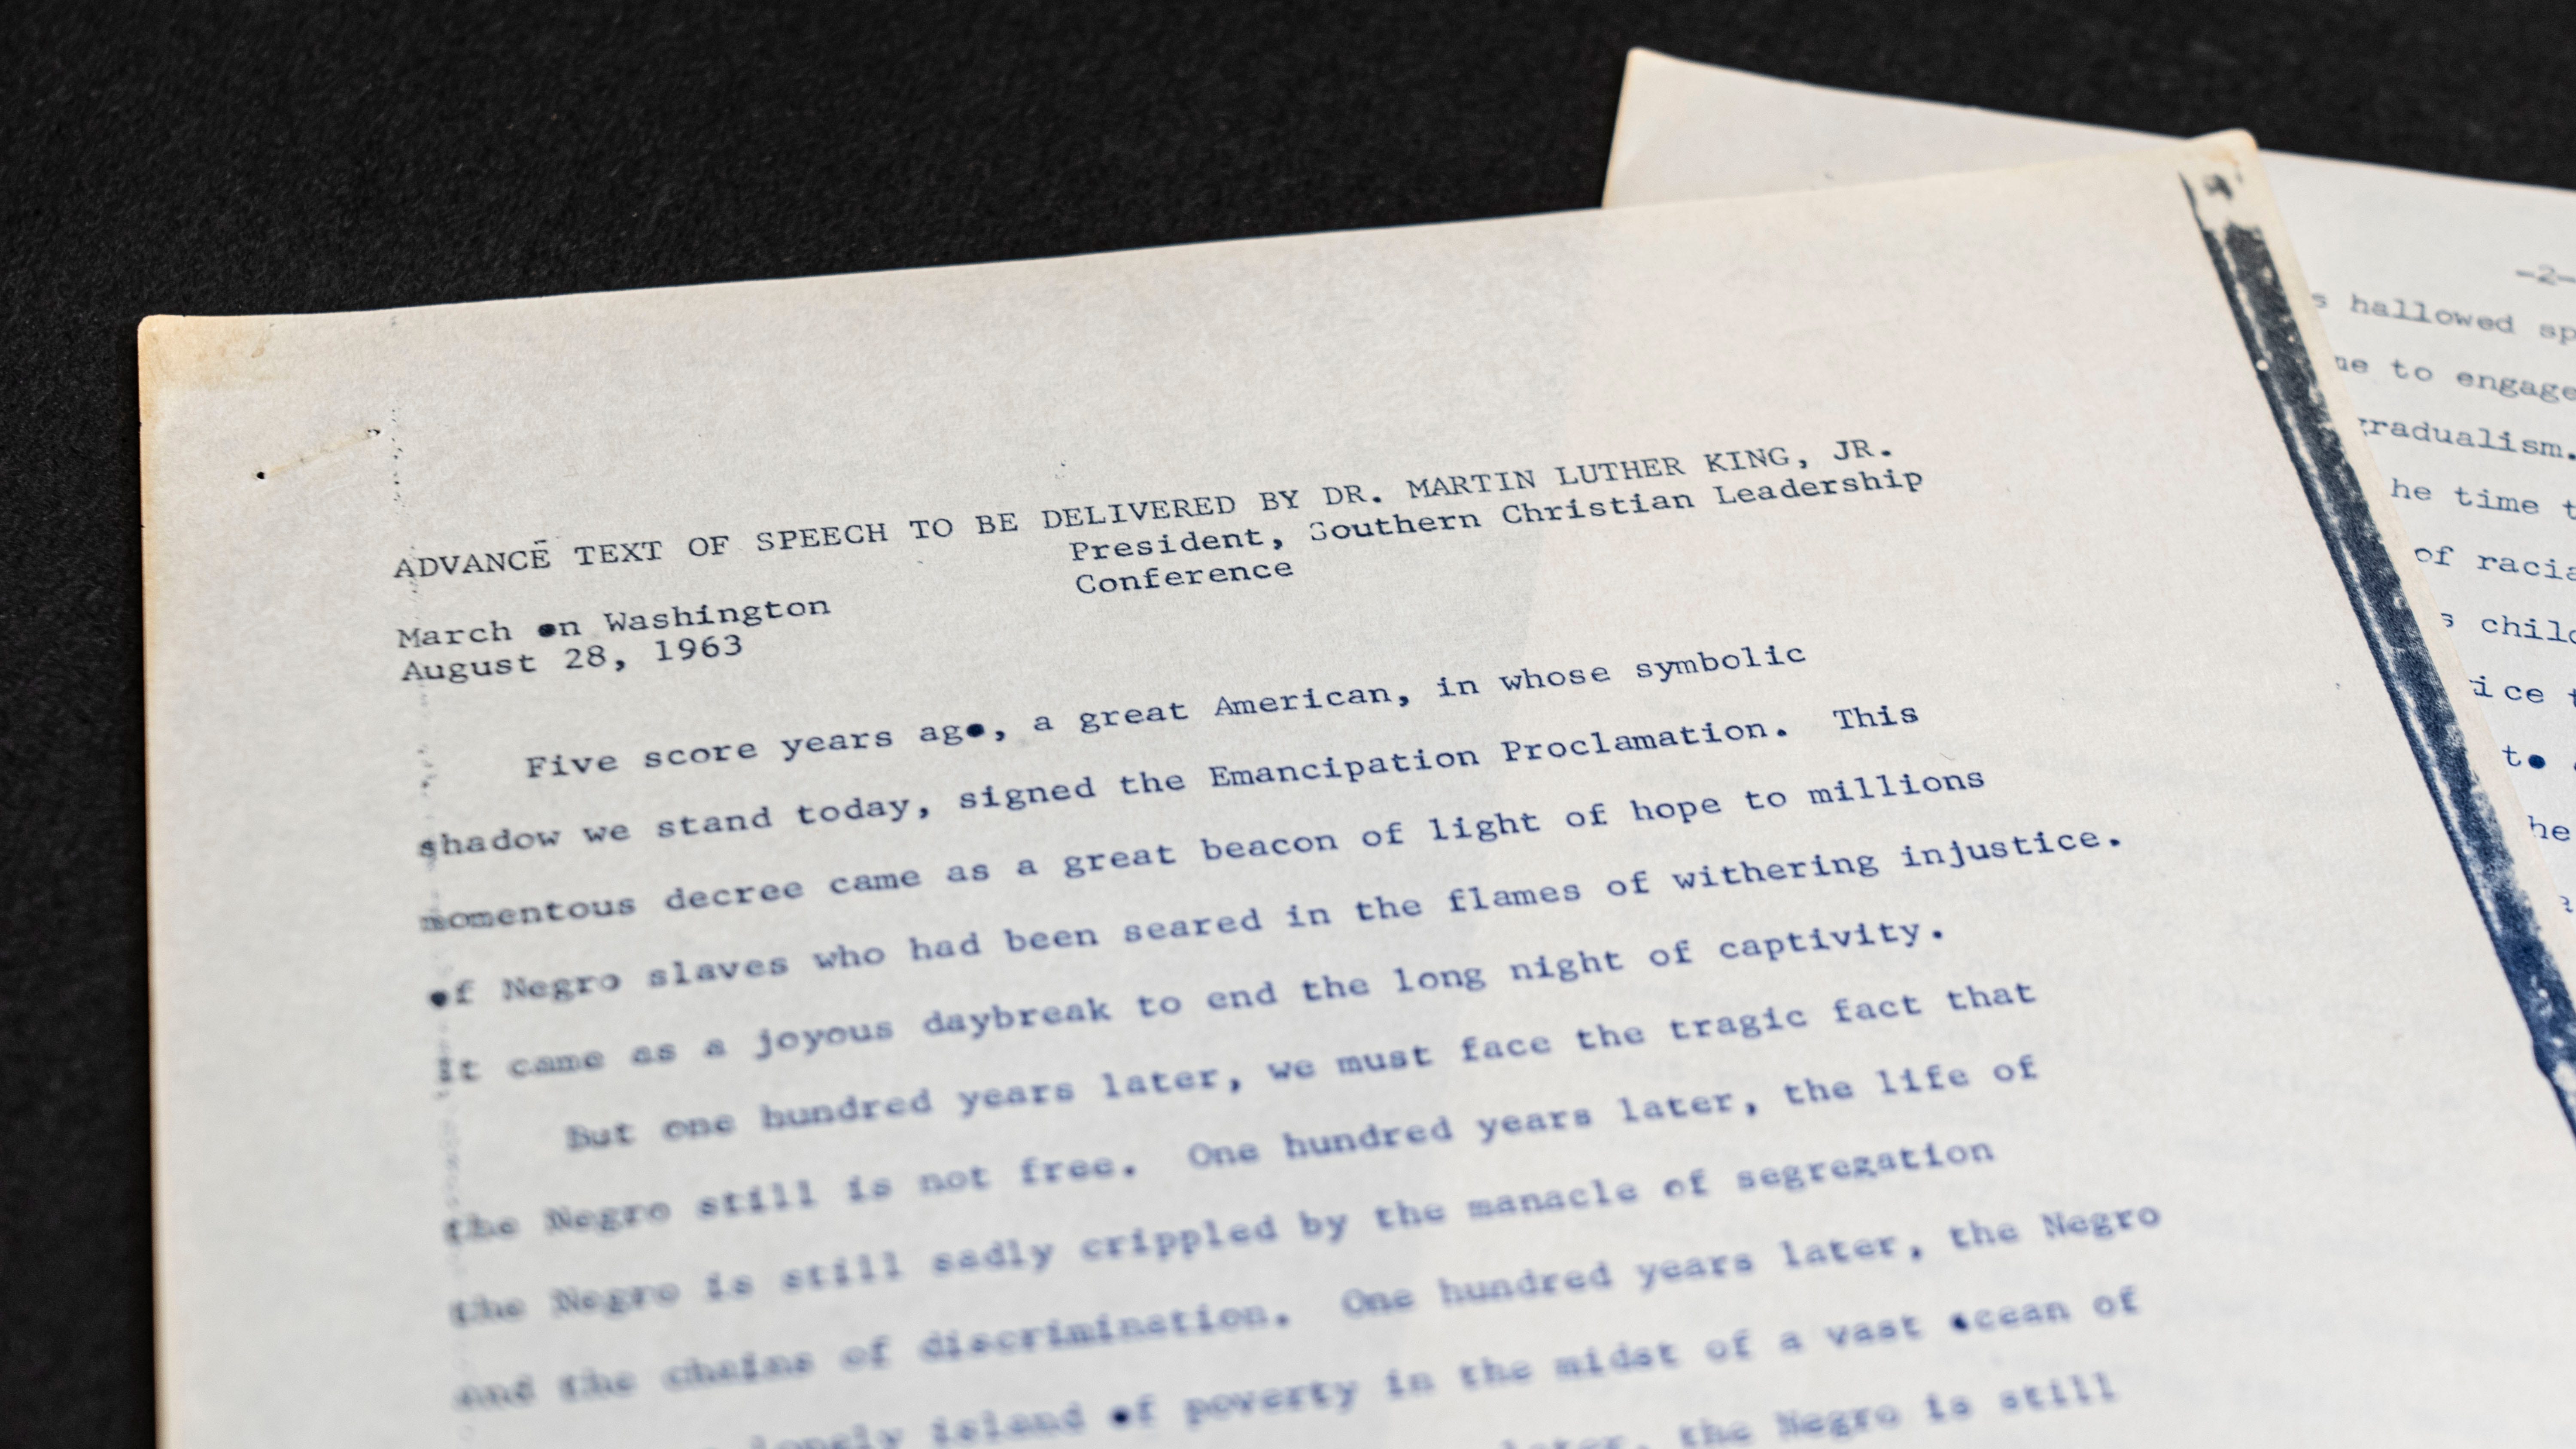 ADVANCE TEXT OF SPEECH TO BE DELIVERED BY DR. MARTIN LUTHER KING, JR.
President, Southern Christian Leadership
Conference
March on Washington
August 28, 1963
Five score years ago, a great American, in whose symbolic
shadow we stand today, signed the Emancipation Proclamation. This
momentous decree came as a great beacon of light of hope to millions
of Negro slaves who had been seared in the flames of withering injustice.
It came as a joyous daybreak to end the long night of captivity.
But one hundred years later, we must face the tragic fact that
the Negro still is not free. One hundred years later, the life of
the Negro is still sadly crippled by the manacle of segregation
and the chains of discrimination. One hundred years later, the Negro
lonely island of poverty in the midst of a vast ocean of
later, the Negro is still
-2-
hallowed
to engage
gradualism.
he time
of
to